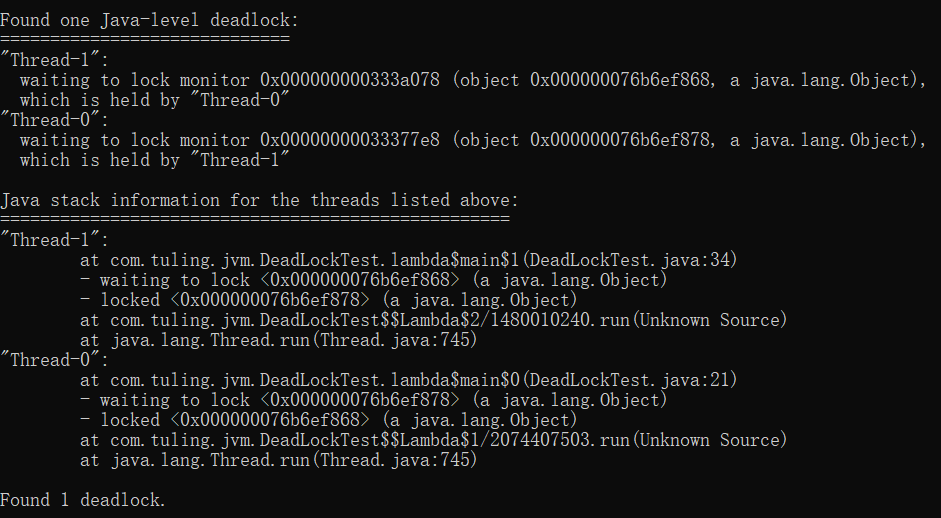 Found one Java-level deadlock:
=============================
"Thread-1":
  waiting to lock monitor 0x000000000333a078 (object 0x000000076b6ef868, a java.lang.Object),
  which is held by "Thread-0"
"Thread-0":
  waiting to lock monitor 0x00000000033377e8 (object 0x000000076b6ef878, a java.lang.Object),
  which is held by "Thread-1"

Java stack information for the threads listed above:
===================================================
"Thread-1":
        at com.tuling.jvm.DeadLockTest.lambda$main$1(DeadLockTest.java:34)
        - waiting to lock <0x000000076b6ef868> (a java.lang.Object)
        - locked <0x000000076b6ef878> (a java.lang.Object)
        at com.tuling.jvm.DeadLockTest$$Lambda$2/1480010240.run(Unknown Source)
        at java.lang.Thread.run(Thread.java:745)
"Thread-0":
        at com.tuling.jvm.DeadLockTest.lambda$main$0(DeadLockTest.java:21)
        - waiting to lock <0x000000076b6ef878> (a java.lang.Object)
        - locked <0x000000076b6ef868> (a java.lang.Object)
        at com.tuling.jvm.DeadLockTest$$Lambda$1/2074407503.run(Unknown Source)
        at java.lang.Thread.run(Thread.java:745)

Found 1 deadlock.